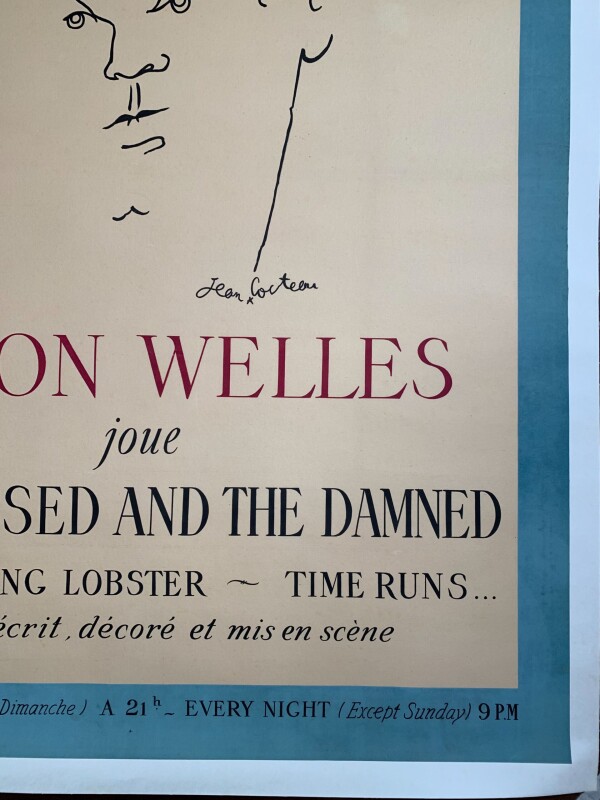 Jean Cocteau
ON WELLES
joue
SED AND THE DAMNED
NG LOBSTER ~ TIME RUNS...
écrit, décoré et mis en scène
Dimanche) A 21h. – EVERY NIGHT (Except Sunday) 9 P.M